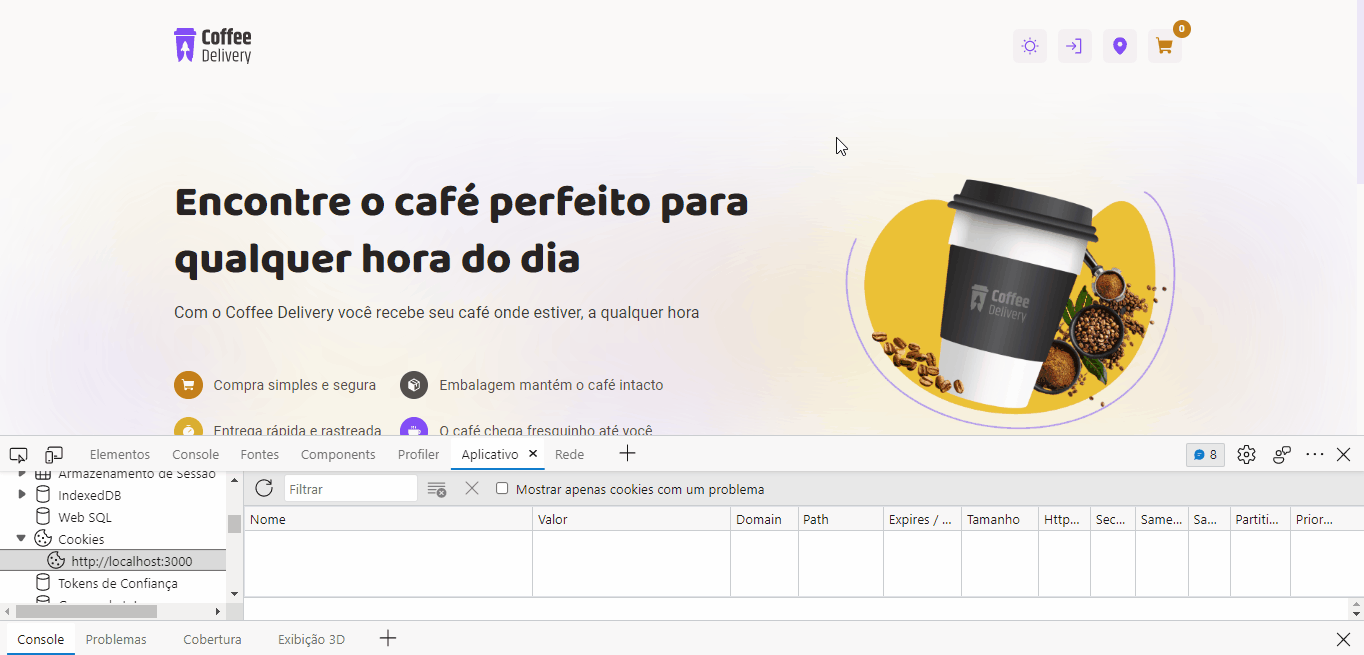 Coffee
Delivery
0
Encontre o café perfeito para
qualquer hora do dia
Com o Coffee Delivery você recebe seu café onde estiver, a qualquer hora
Coffee
Delivery
Compra simples e segura
Embalagem mantém o café intacto
Entrega rápida e rastreada
O café chega fresquinho até você
Elementos Console Fontes Components Profiler Aplicativo Rede
8
Armazenamento de Sessão
IndexedDB
Web SQL
Cookies
http://localhost:3000
Tokens de Confiança
Filtrar
Mostrar apenas cookies com um problema
Nome Valor Domain Path Expires / ... Tamanho Http... Sec... Same... Sa... Partiti... Prior...
Console Problemas Cobertura Exibição 3D